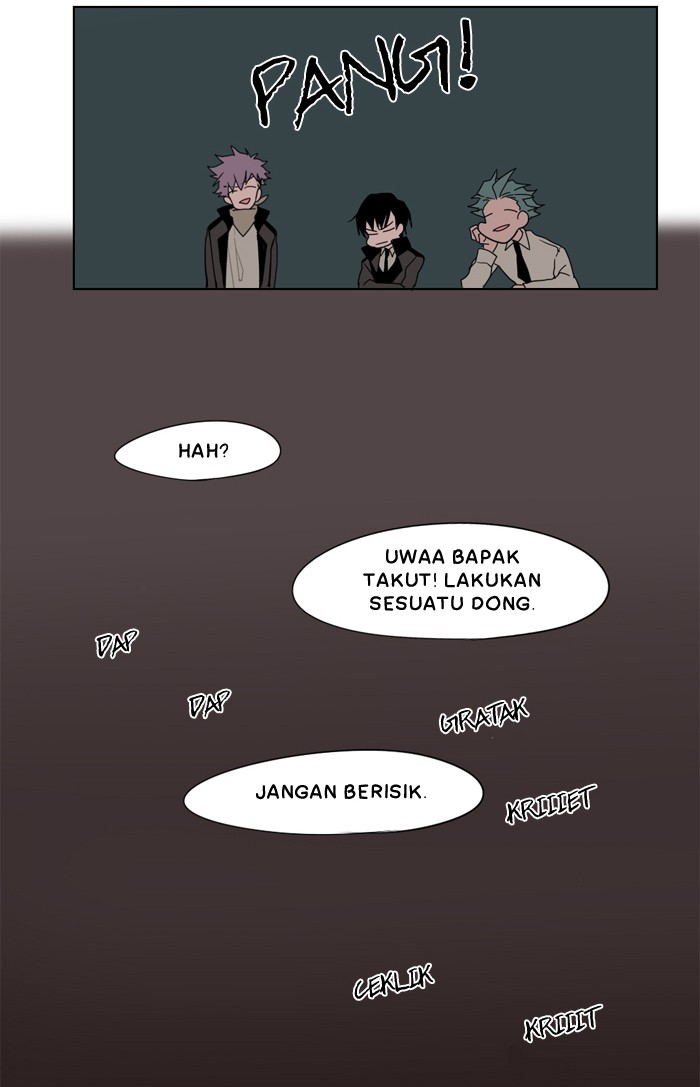 PANG!
HAH?
UWAA BAPAK
TAKUT! LAKUKAN
SESUATU DONG.
DAP
DAP
GRATAK
JANGAN BERISIK.
KRIIIET
CEKLIK
KRIIIT